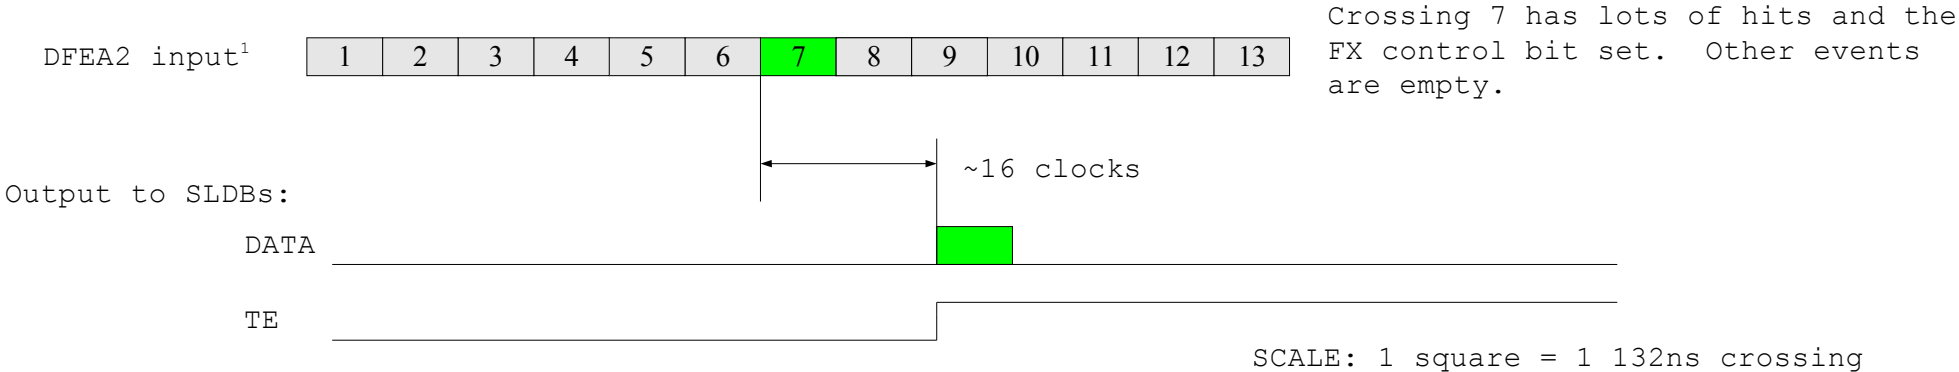 Crossing 7 has lots of hits and the
DFEA2 input¹ 1 2 3 4 5 6 7 8 9 10 11 12 13 FX control bit set. Other events
are empty.
~16 clocks
Output to SLDBs:
DATA
TE
SCALE: 1 square = 1 132ns crossing